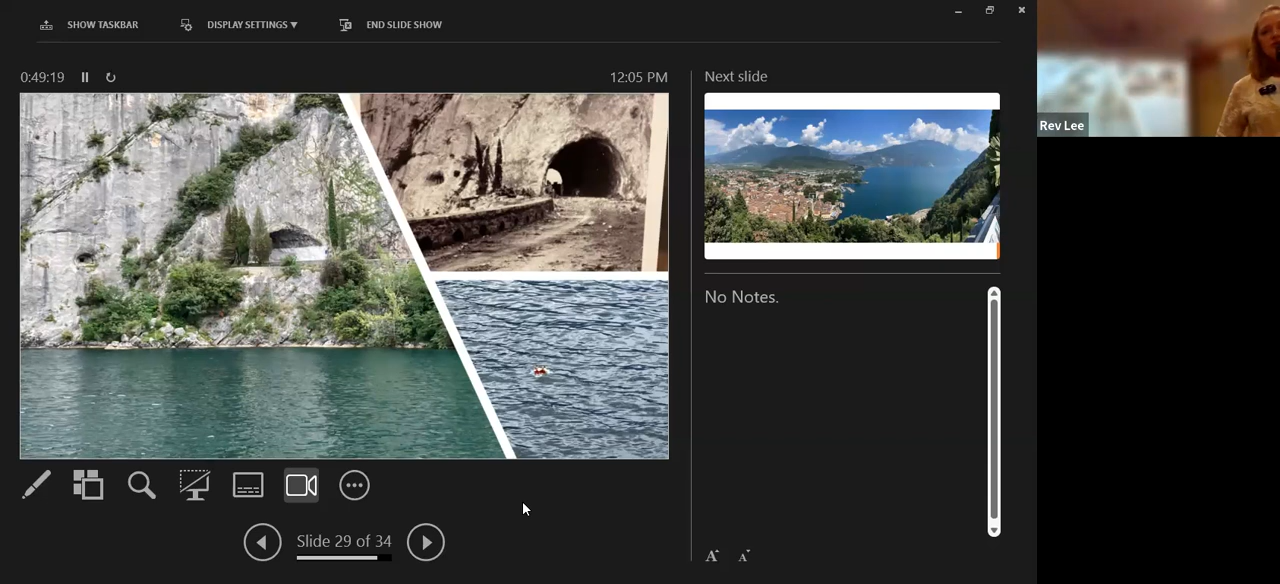 SHOW TASKBAR
DISPLAY SETTINGS ▼
END SLIDE SHOW
0:49:19
12:05 PM
Next slide
Rev Lee
No Notes.
Slide 29 of 34
A A